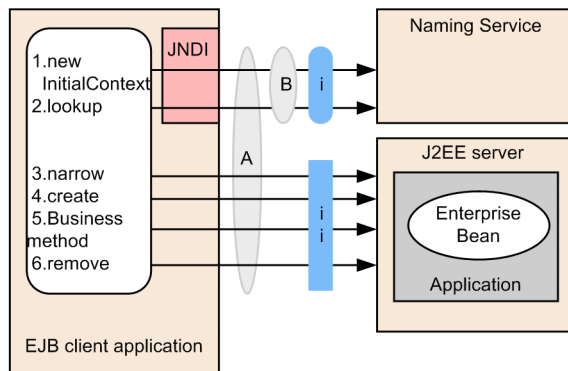 1.new
InitialContext
2.lookup
3.narrow
4.create
5.Business
method
6.remove
EJB client application
JNDI
A
B
i
i
i
Naming Service
J2EE server
Enterprise
Bean
Application